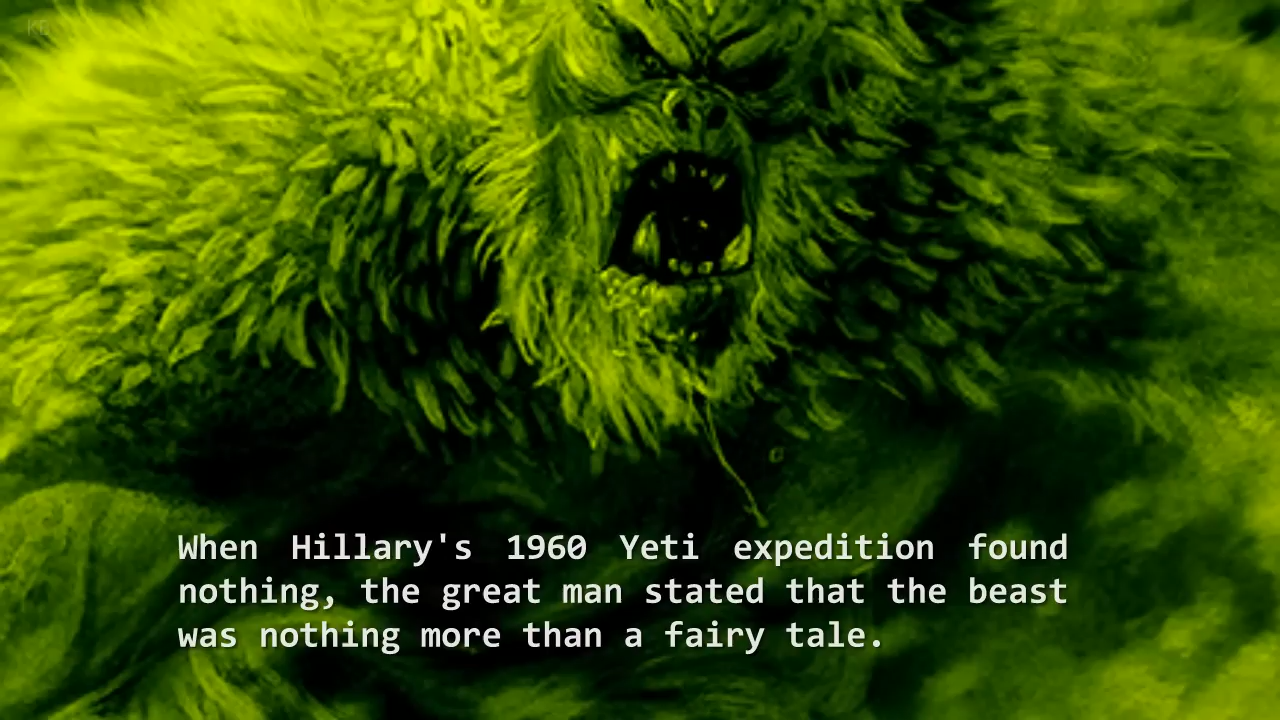 When Hillary's 1960 Yeti expedition found
nothing, the great man stated that the beast
was nothing more than a fairy tale.